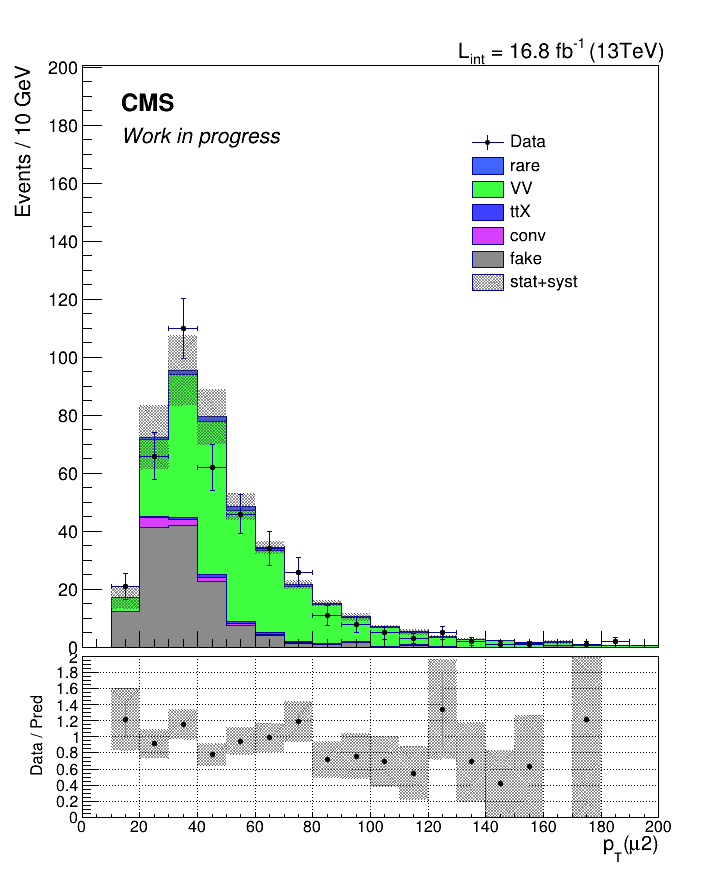 L_int = 16.8 fb^-1 (13TeV)
CMS
Work in progress
Events / 10 GeV
200
180
160
140
120
100
80
60
40
20
0
Data
rare
VV
ttX
conv
fake
stat+syst
Data / Pred
2
1.8
1.6
1.4
1.2
1
0.8
0.6
0.4
0.2
0
0 20 40 60 80 100 120 140 160 180 200
p_T(μ2)